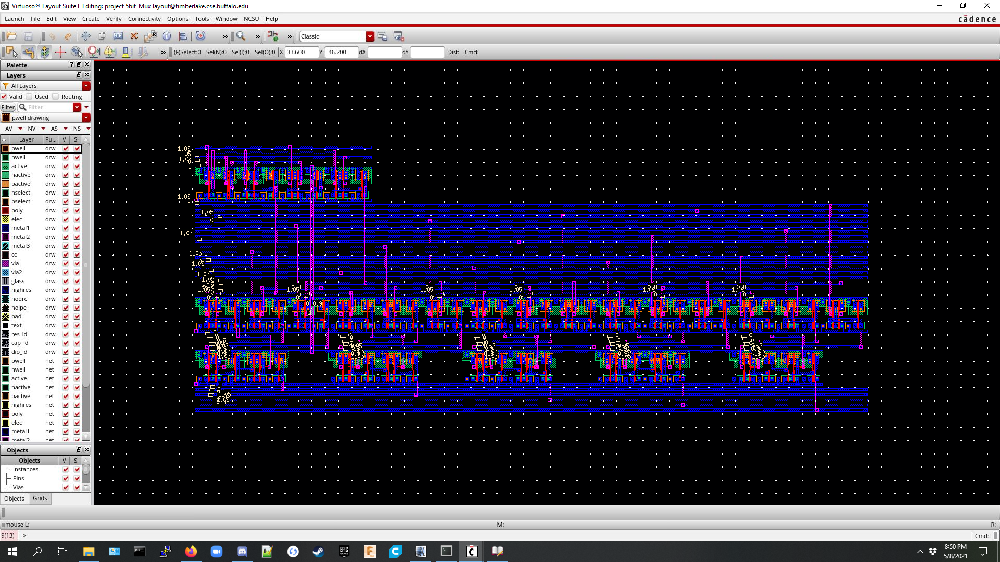 Virtuoso® Layout Suite L Editing: project 5bit_Mux layout@timberlake.cse.buffalo.edu
Launch File Edit View Create Verify Connectivity Options Tools Window NCSU Help
cādence
Classic
(F)Select:0 Sel(N):0 Sel(I):0 Sel(O):0 X 33.600 Y -46.200 dX dY Dist: Cmd:
Palette
Layers
All Layers
Valid Used Routing
Filter Filter
pwell drawing
AV NV AS NS
Layer Pu... V S
pwell drw
nwell drw
active drw
nactive drw
pactive drw
nselect drw
pselect drw
poly drw
elec drw
metal1 drw
metal2 drw
metal3 drw
cc drw
via drw
via2 drw
glass drw
highres drw
nodrc drw
nolpe drw
pad drw
text drw
res_id drw
cap_id drw
dio_id drw
pwell net
nwell net
active net
nactive net
pactive net
highres net
poly net
elec net
metal1 net
metal2 net
Objects
Objects V S
Instances
Pins
Vias
Objects Grids
1.05
1.05
0
1.05
0
1.05
0
1.05
0
1.05
1.05
mouse L: M: R:
9(13) > Cmd:
EPIC GAMES
8:50 PM
5/8/2021